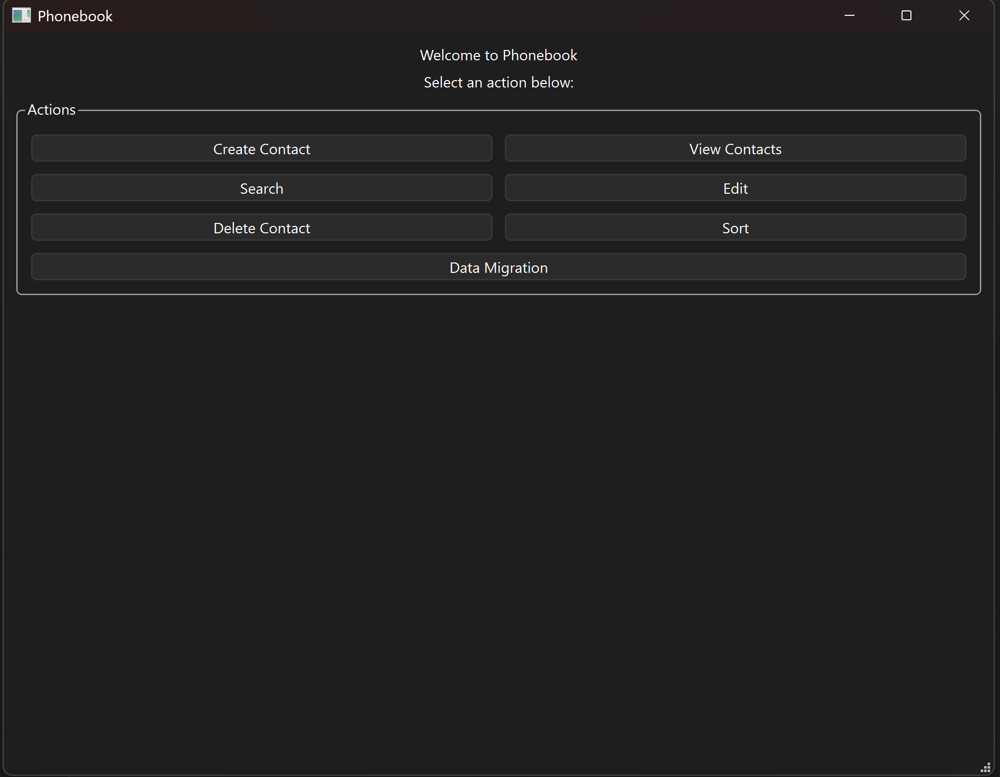 Phonebook
Welcome to Phonebook
Select an action below:
Actions
Create Contact
View Contacts
Search
Edit
Delete Contact
Sort
Data Migration